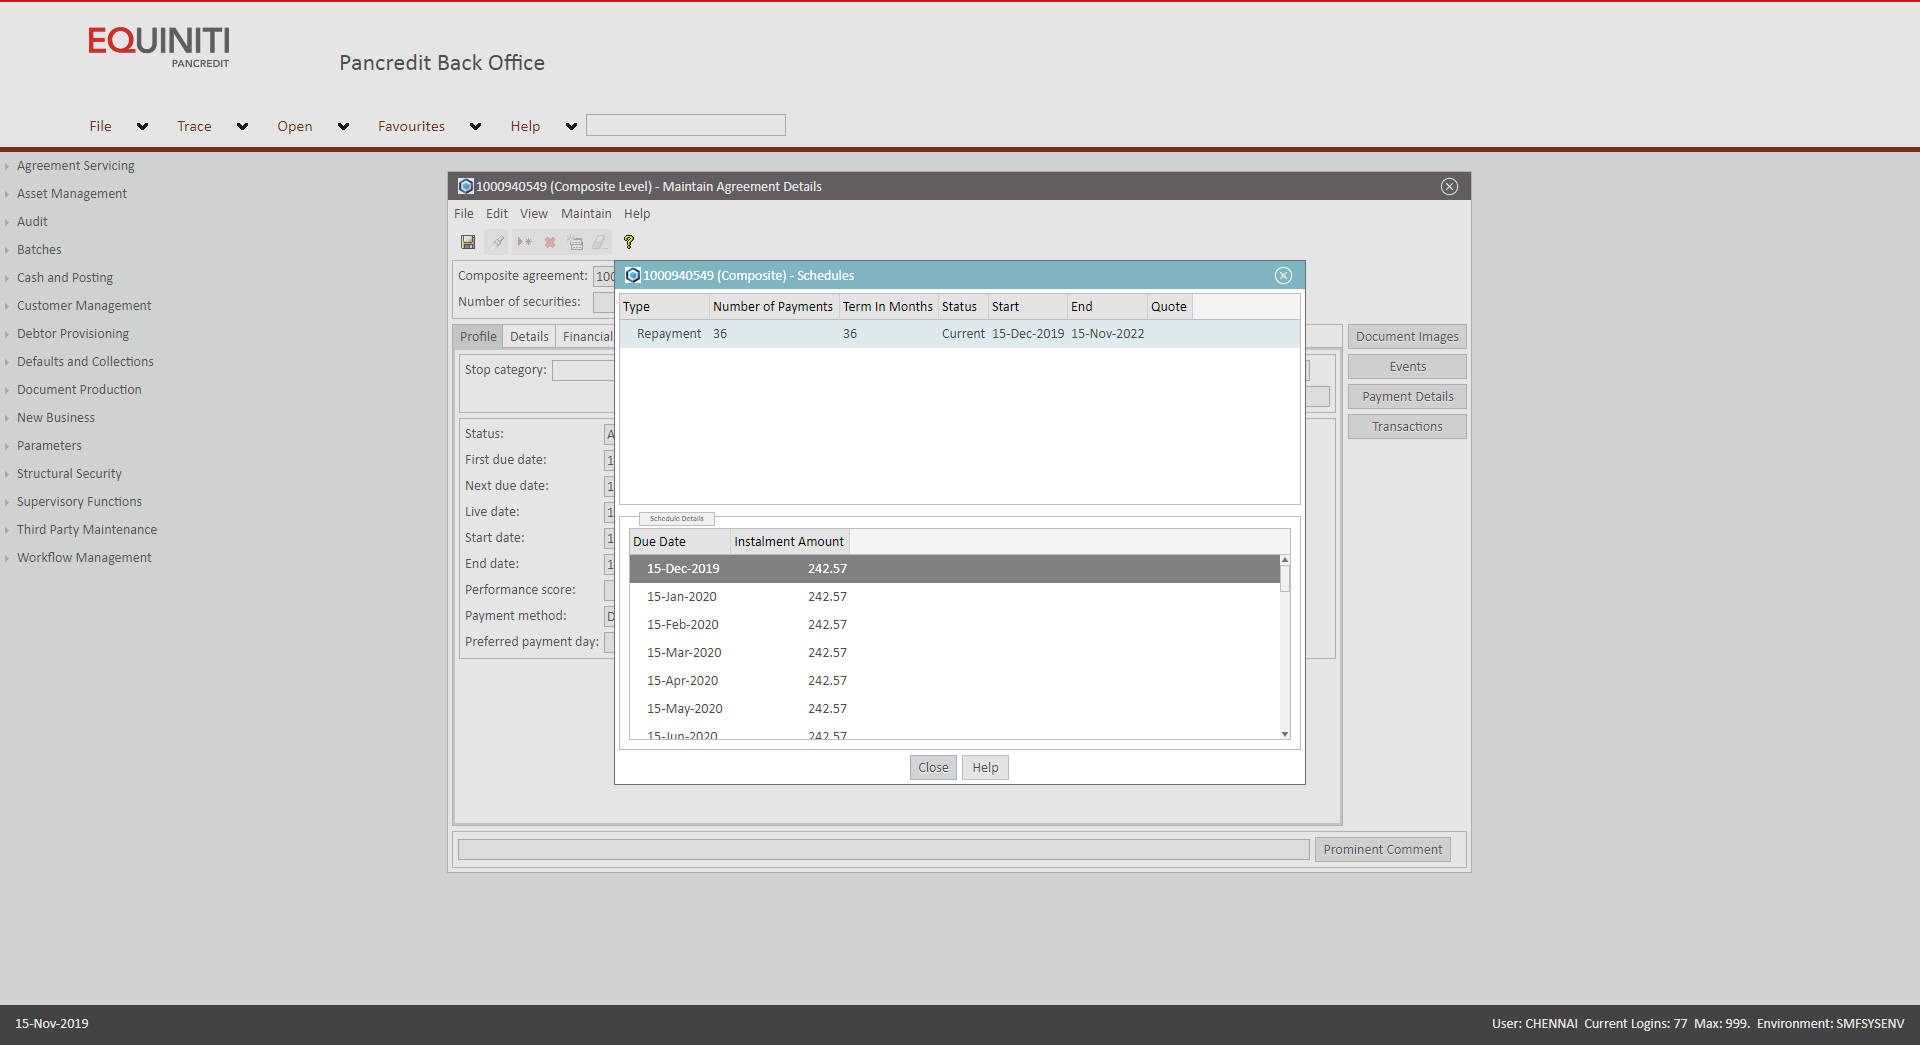 EQUINITI
PANCREDIT
Pancredit Back Office
File Trace Open Favourites Help
Agreement Servicing
Asset Management
Audit
Batches
Cash and Posting
Customer Management
Debtor Provisioning
Defaults and Collections
Document Production
New Business
Parameters
Structural Security
Supervisory Functions
Third Party Maintenance
Workflow Management
1000940549 (Composite Level) - Maintain Agreement Details
File Edit View Maintain Help
Composite agreement: 100
Number of securities:
Profile Details Financial
Stop category:
Status: A
First due date: 1
Next due date: 1
Live date: 1
Start date: 1
End date: 1
Performance score:
Payment method: D
Preferred payment day:
1000940549 (Composite) - Schedules
Type Number of Payments Term In Months Status Start End Quote
Repayment 36 36 Current 15-Dec-2019 15-Nov-2022
Schedule Details
Due Date Instalment Amount
15-Dec-2019 242.57
15-Jan-2020 242.57
15-Feb-2020 242.57
15-Mar-2020 242.57
15-Apr-2020 242.57
15-May-2020 242.57
15-Jun-2020 242.57
Close Help
Document Images
Events
Payment Details
Transactions
Prominent Comment
15-Nov-2019
User: CHENNAI Current Logins: 77 Max: 999. Environment: SMFSYSENV